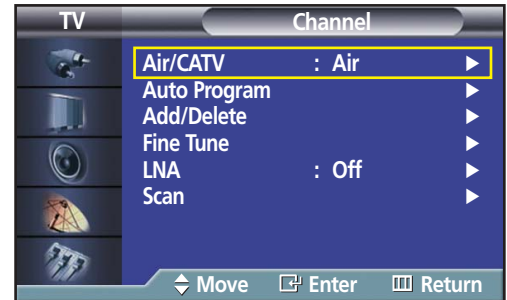 TV Channel
Air/CATV : Air
Auto Program
Add/Delete
Fine Tune
LNA : Off
Scan
Move Enter Return